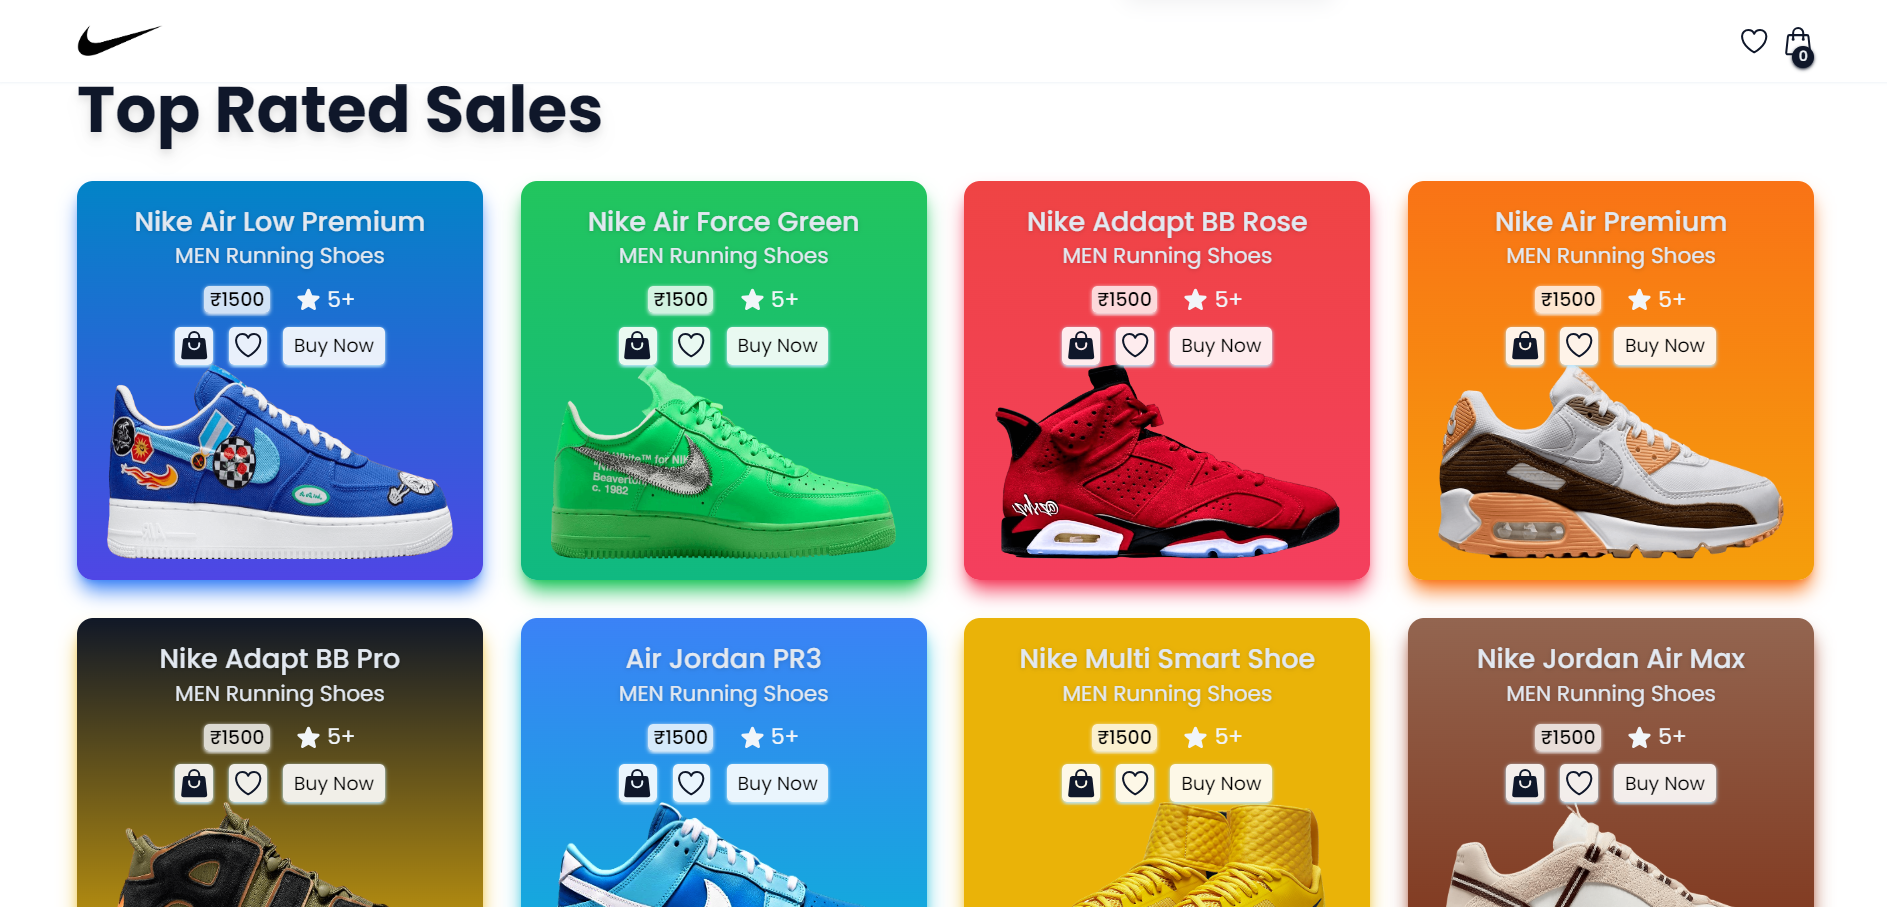 0
Top Rated Sales
Nike Air Low Premium
MEN Running Shoes
₹1500
5+
Buy Now
Nike Air Force Green
MEN Running Shoes
₹1500
5+
Buy Now
Beaverton
c. 1982
Nike Addapt BB Rose
MEN Running Shoes
₹1500
5+
Buy Now
Nike Air Premium
MEN Running Shoes
₹1500
5+
Buy Now
Nike Adapt BB Pro
MEN Running Shoes
₹1500
5+
Buy Now
Air Jordan PR3
MEN Running Shoes
₹1500
5+
Buy Now
Nike Multi Smart Shoe
MEN Running Shoes
₹1500
5+
Buy Now
Nike Jordan Air Max
MEN Running Shoes
₹1500
5+
Buy Now